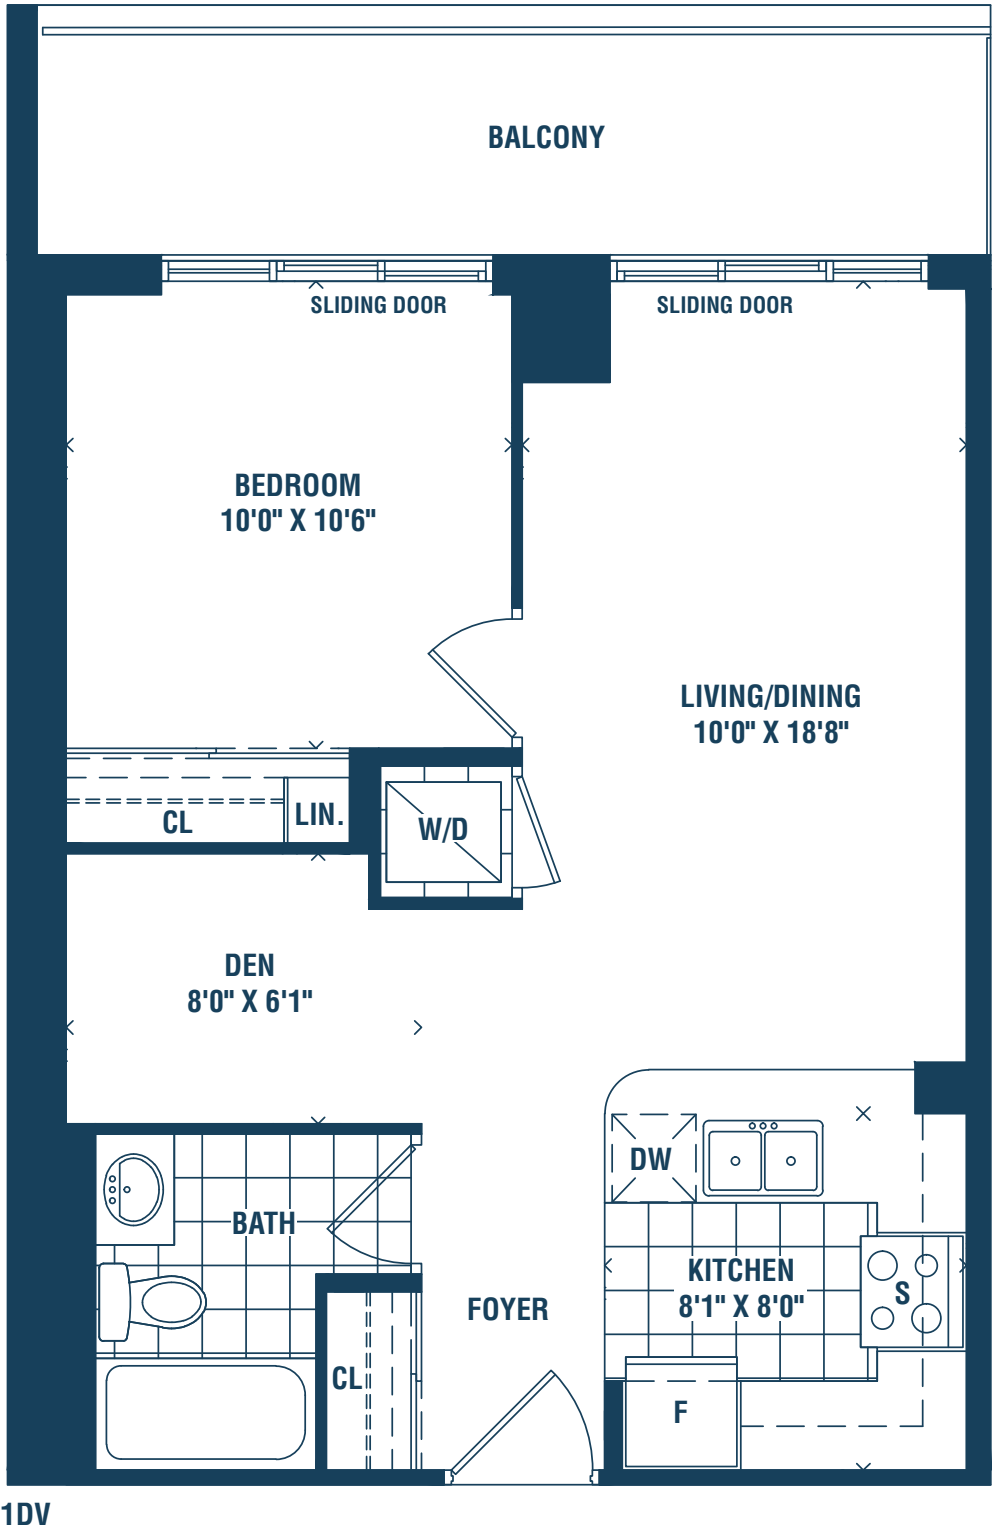 BALCONY
SLIDING DOOR
SLIDING DOOR
BEDROOM
10'0" X 10'6"
LIVING/DINING
10'0" X 18'8"
CL
LIN.
W/D
DEN
8'0" X 6'1"
DW
BATH
KITCHEN
8'1" X 8'0"
S
FOYER
CL
F
1DV